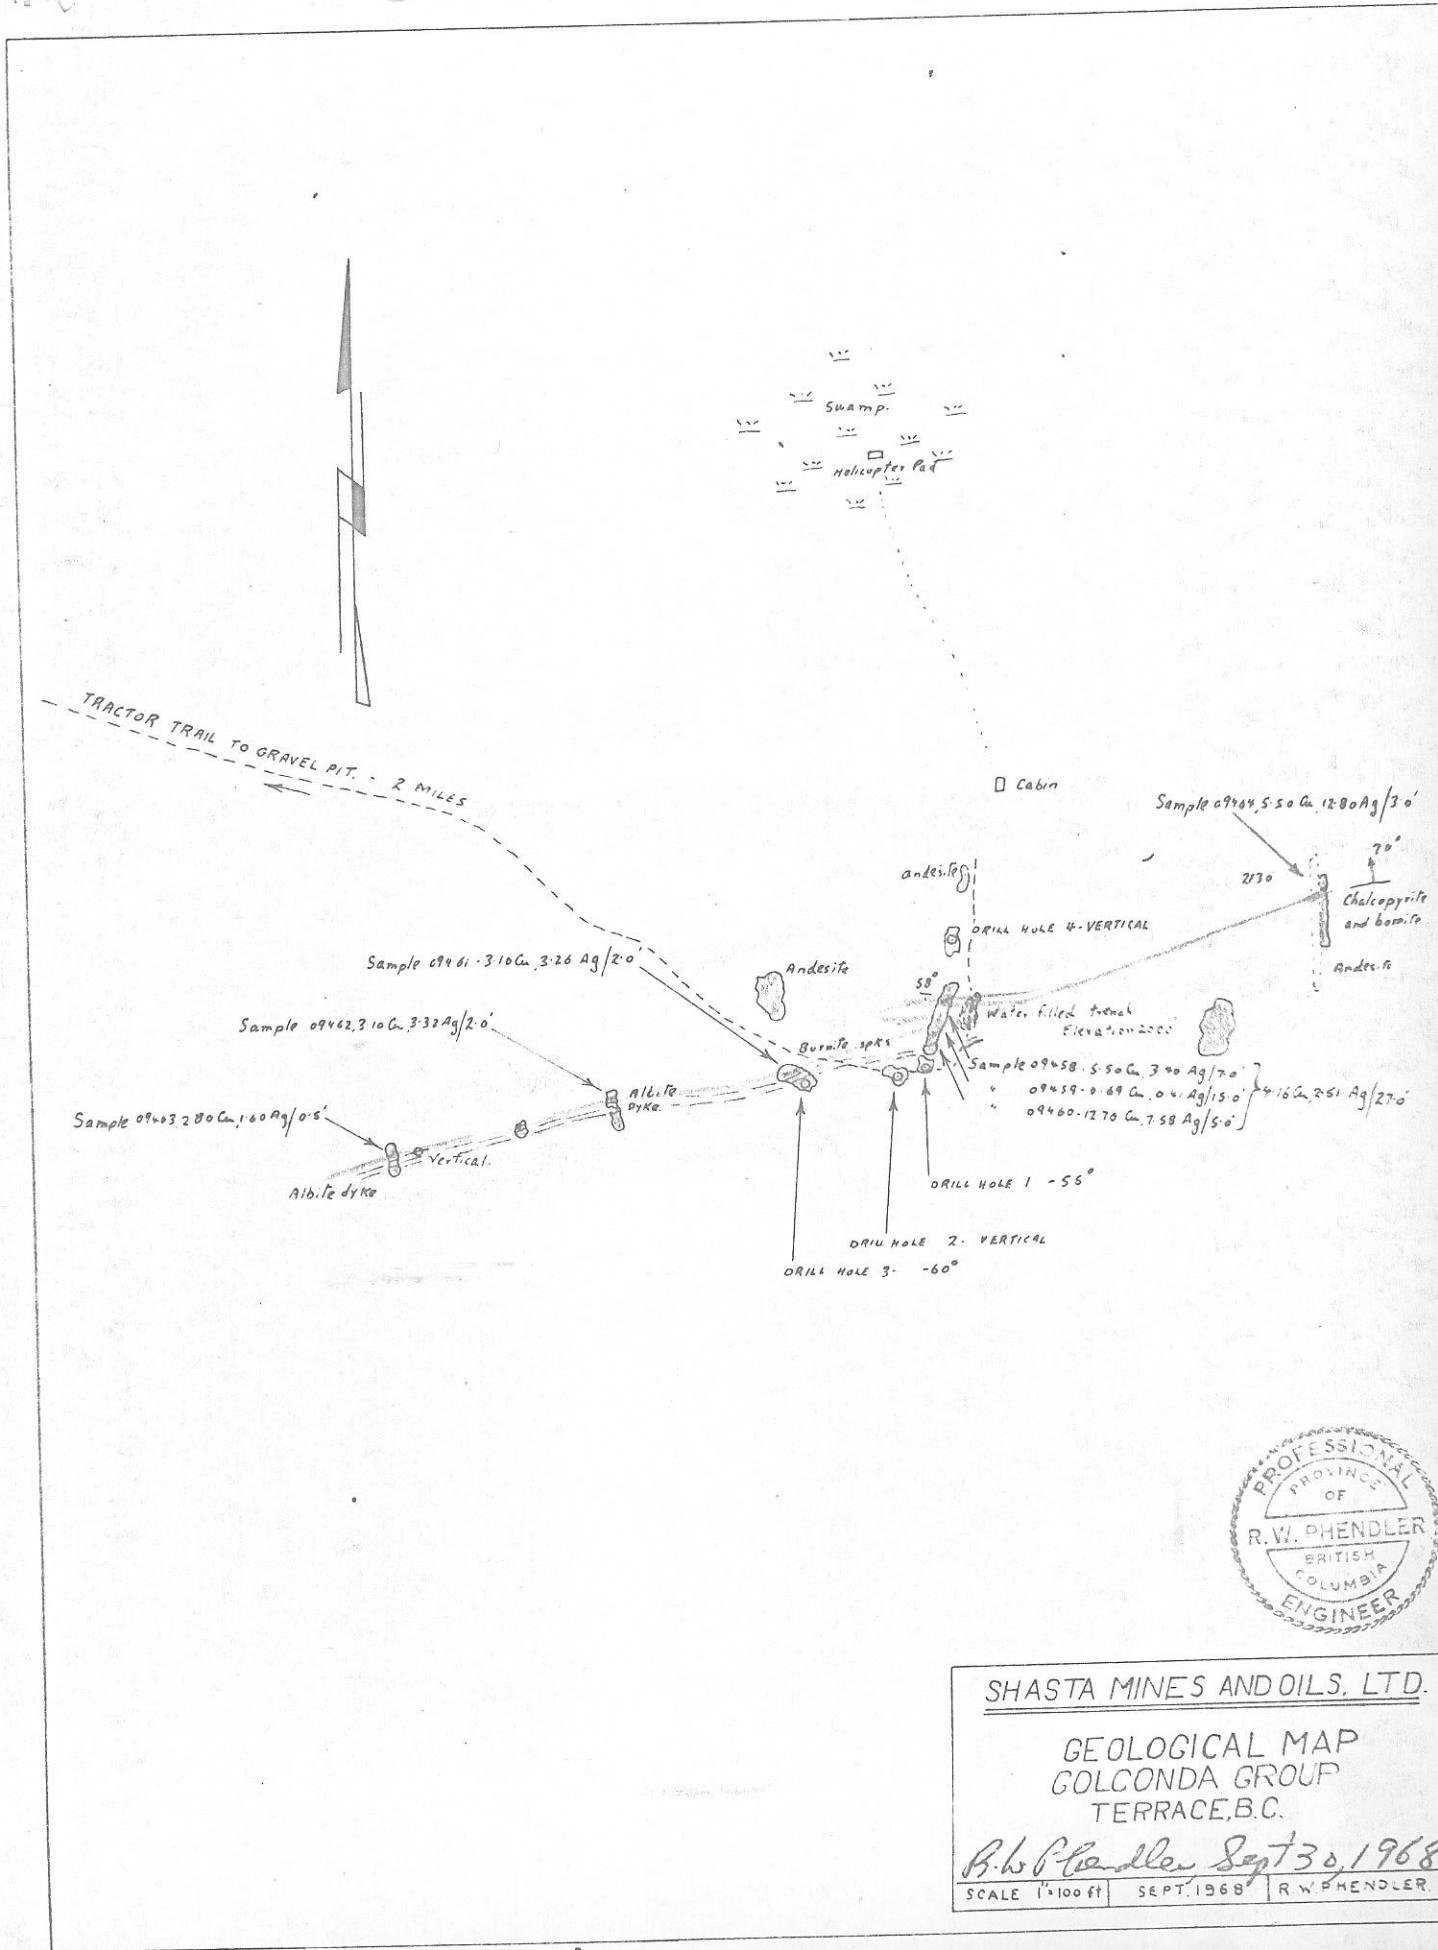 Swamp.
Helicopter Pad
TRACTOR TRAIL TO GRAVEL PIT. - 2 MILES
Cabin
Sample 09464, 5.50 Cu, 12.80 Ag/3.0'
70°
2130
Chalcopyrite
and bornite
Andesite
andesite
DRILL HOLE 4 - VERTICAL
Sample 09461 - 3.10 Cu, 3.26 Ag/2.0'
Andesite
58°
Water filled trench
Elevation 2000'
Sample 09462, 3.10 Cu, 3.32 Ag/2.0'
Bornite spks
Sample 09458 - 5.50 Cu, 3.90 Ag/7.0'
" 09459 - 0.69 Cu, 0.41 Ag/15.0' } 4.16 Cu, 2.51 Ag/27.0'
" 09460 - 12.70 Cu, 7.58 Ag/5.0'
Albite
Dyke
Sample 09463 2.80 Cu, 1.60 Ag/0.5'
Vertical.
Albite dyke
DRILL HOLE 1 - 55°
DRILL HOLE 2 - VERTICAL
DRILL HOLE 3 - -60°
PROFESSIONAL
PROVINCE
OF
R. W. PHENDLER
BRITISH
COLUMBIA
ENGINEER
SHASTA MINES AND OILS, LTD.
GEOLOGICAL MAP
GOLCONDA GROUP
TERRACE, B.C.
R.W. Phendler Sept 30, 1968
SCALE 1"=100 ft SEPT. 1968 R.W. PHENDLER.